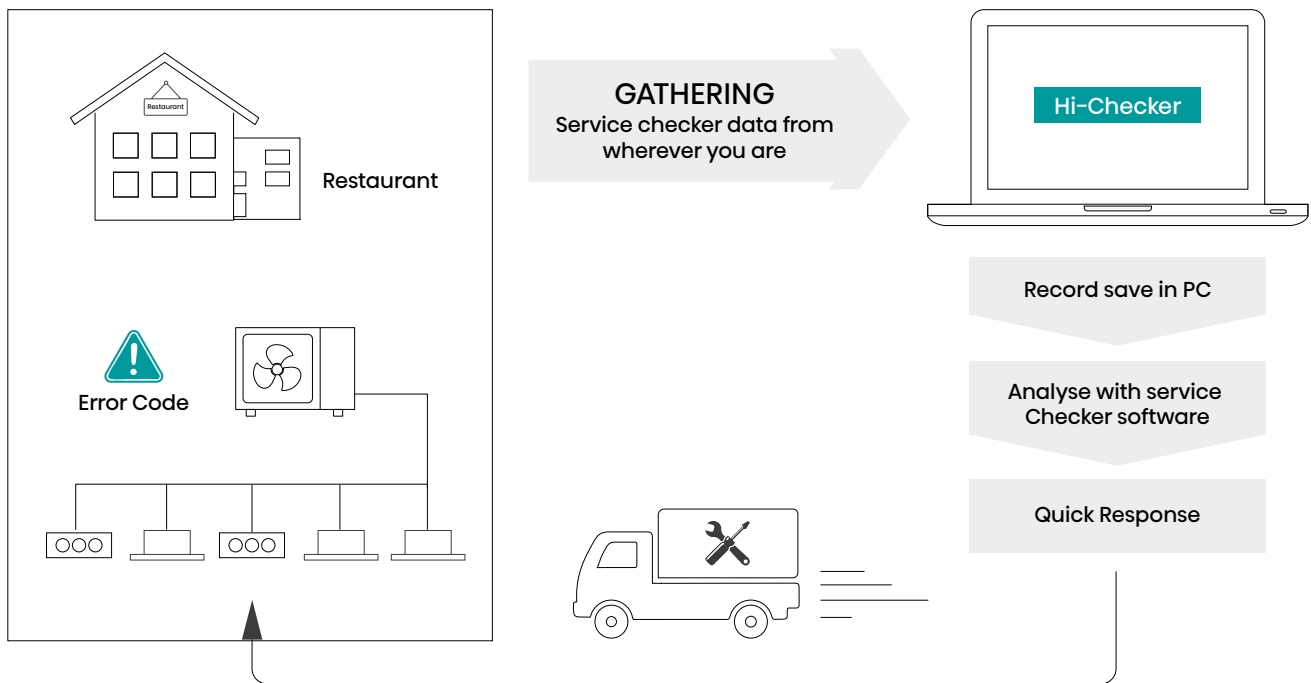 Restaurant
Restaurant
Error Code
GATHERING
Service checker data from
wherever you are
Hi-Checker
Record save in PC
Analyse with service
Checker software
Quick Response